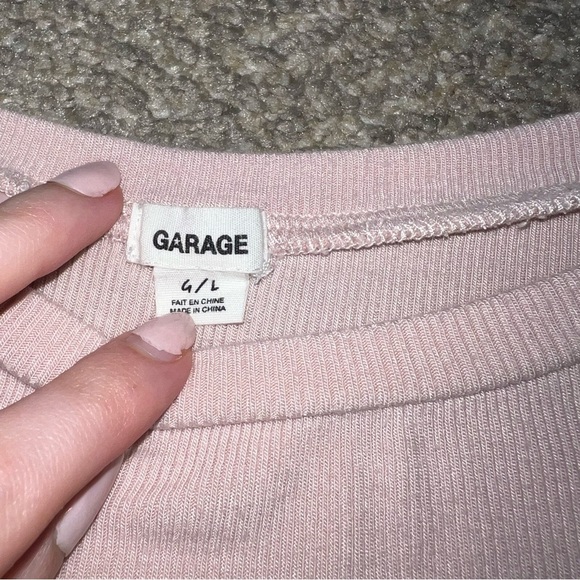 GARAGE
G/L
FAIT EN CHINE
MADE IN CHINA